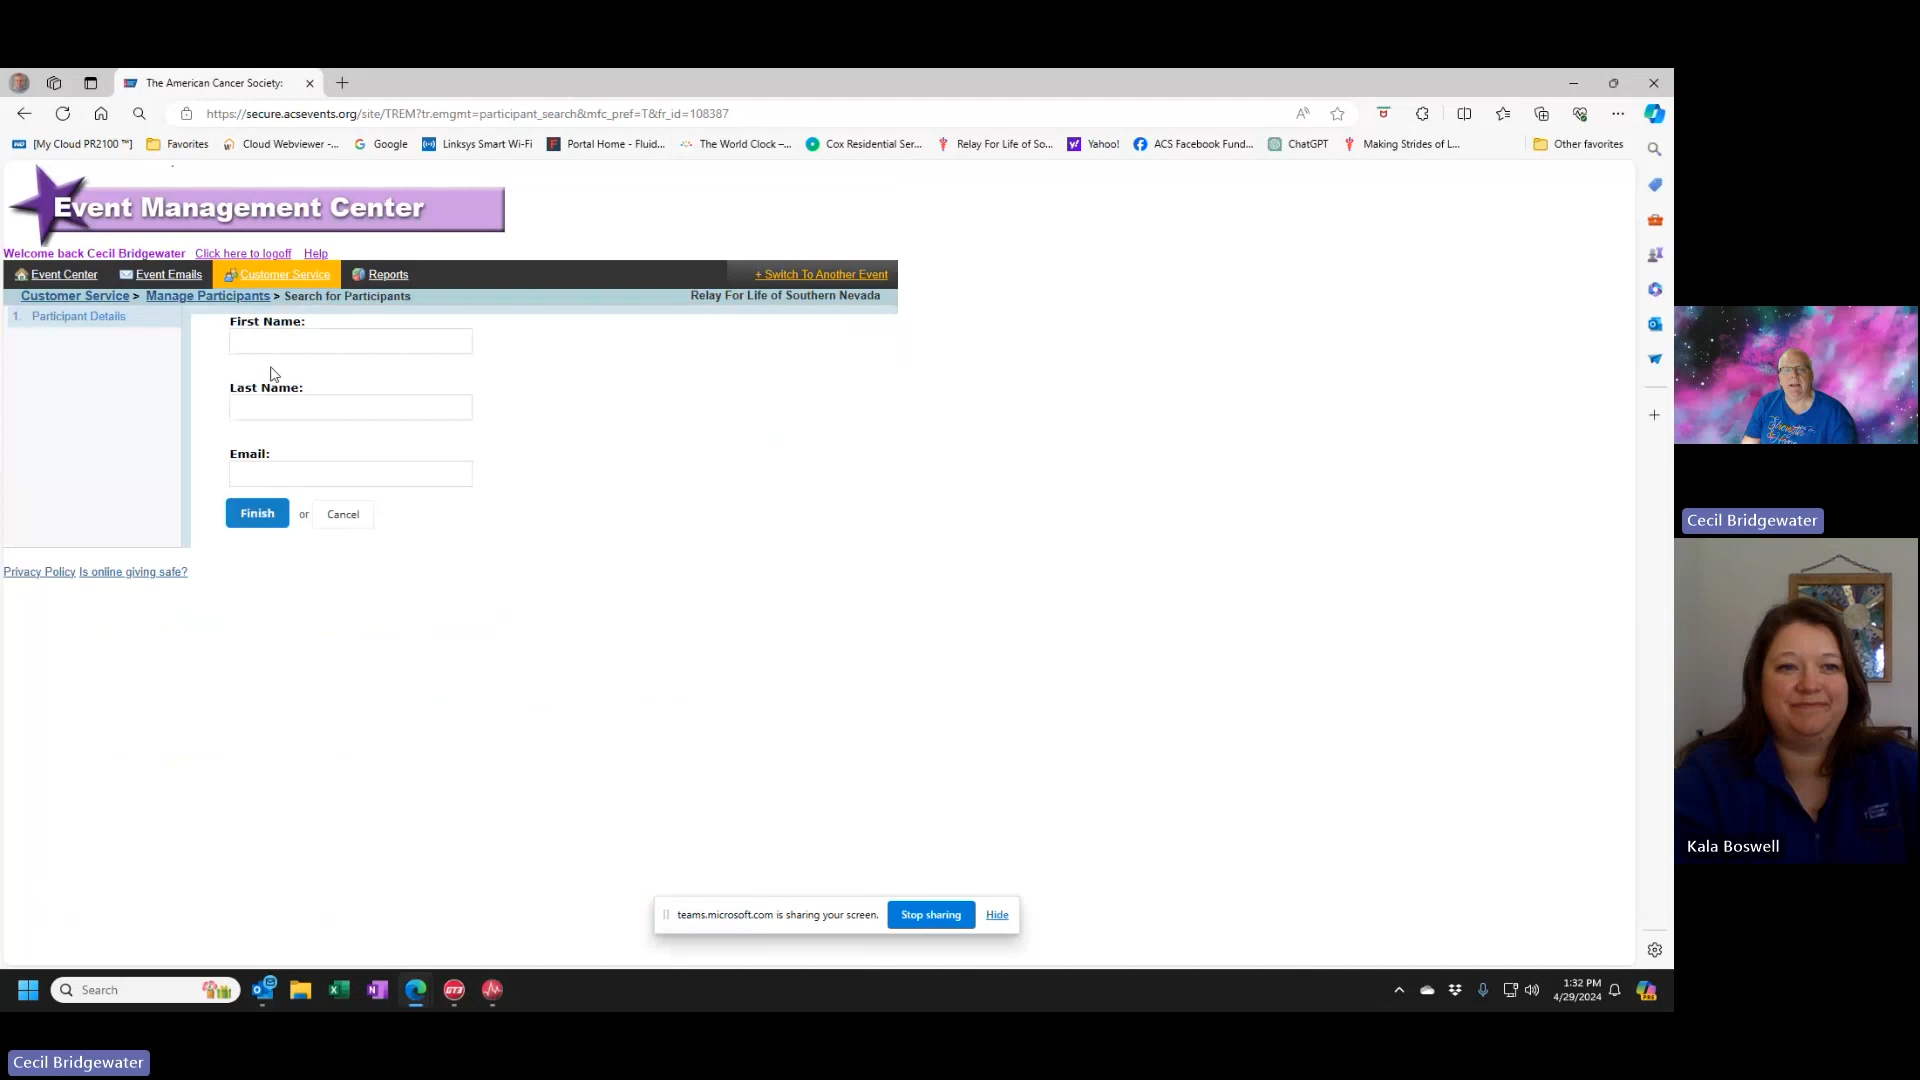 The American Cancer Society:
https://secure.acsevents.org/site/TREM?tr.emgmt=participant_search&mfc_pref=T&fr_id=108387
[My Cloud PR2100 ™] Favorites Cloud Webviewer -... Google Linksys Smart Wi-Fi Portal Home - Fluid... The World Clock —... Cox Residential Ser... Relay For Life of So... Yahoo! ACS Facebook Fund... ChatGPT Making Strides of L... Other favorites
Event Management Center
Welcome back Cecil Bridgewater Click here to logoff Help
Event Center Event Emails Customer Service Reports + Switch To Another Event
Customer Service > Manage Participants > Search for Participants Relay For Life of Southern Nevada
1. Participant Details
First Name:
Last Name:
Email:
Finish or Cancel
Privacy Policy Is online giving safe?
Cecil Bridgewater
Kala Boswell
teams.microsoft.com is sharing your screen. Stop sharing Hide
Search
1:32 PM
4/29/2024
Cecil Bridgewater